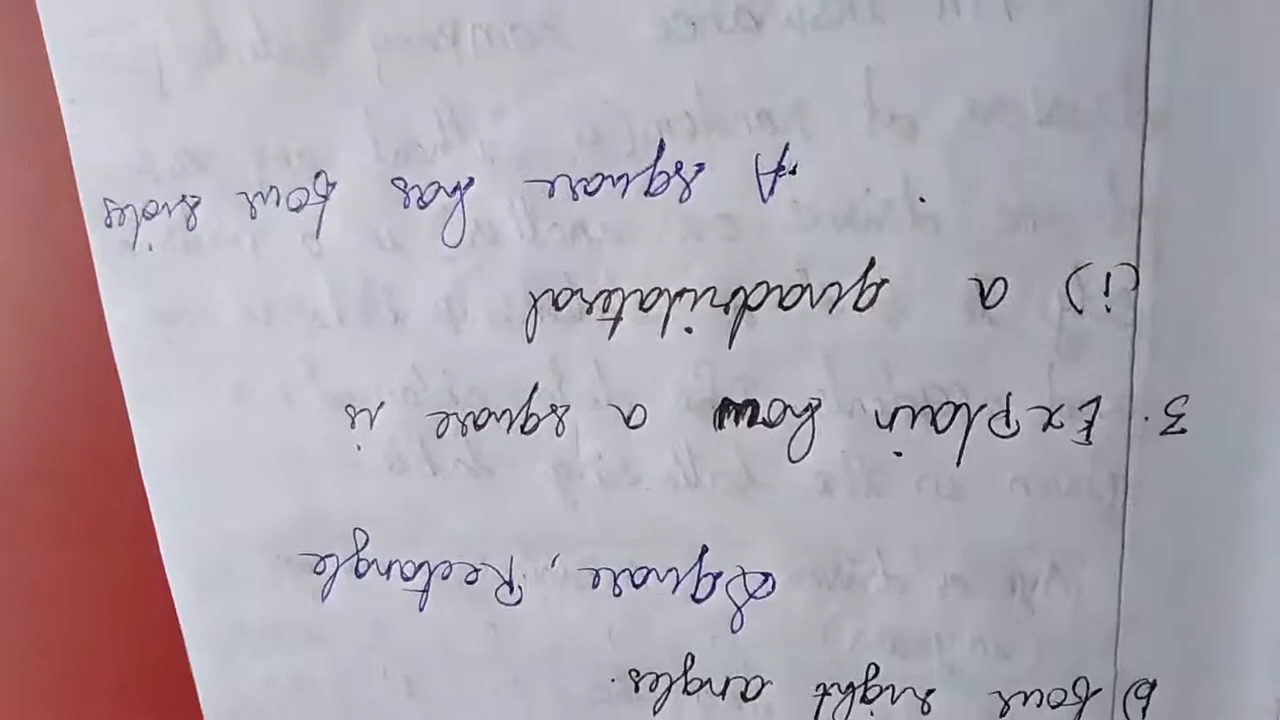 b) four right angles.
Square, Rectangle
3. Explain how a square is
(i) a quadrilateral
A square has four sides